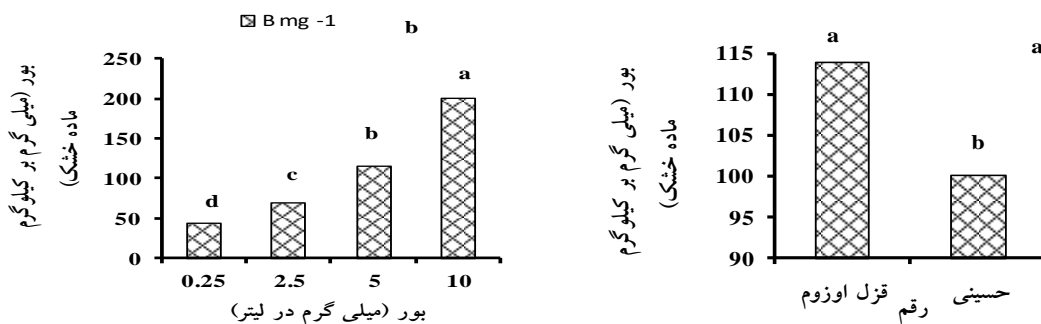 B mg -1
b
بور (میلی گرم بر کیلوگرم
ماده خشک)
250
200
150
100
50
0
d
c
b
a
0.25 2.5 5 10
بور (میلی گرم در لیتر)
a
بور (میلی گرم بر کیلوگرم
ماده خشک)
115
110
105
100
95
90
a
b
قزل اوزوم
حسینی
رقم